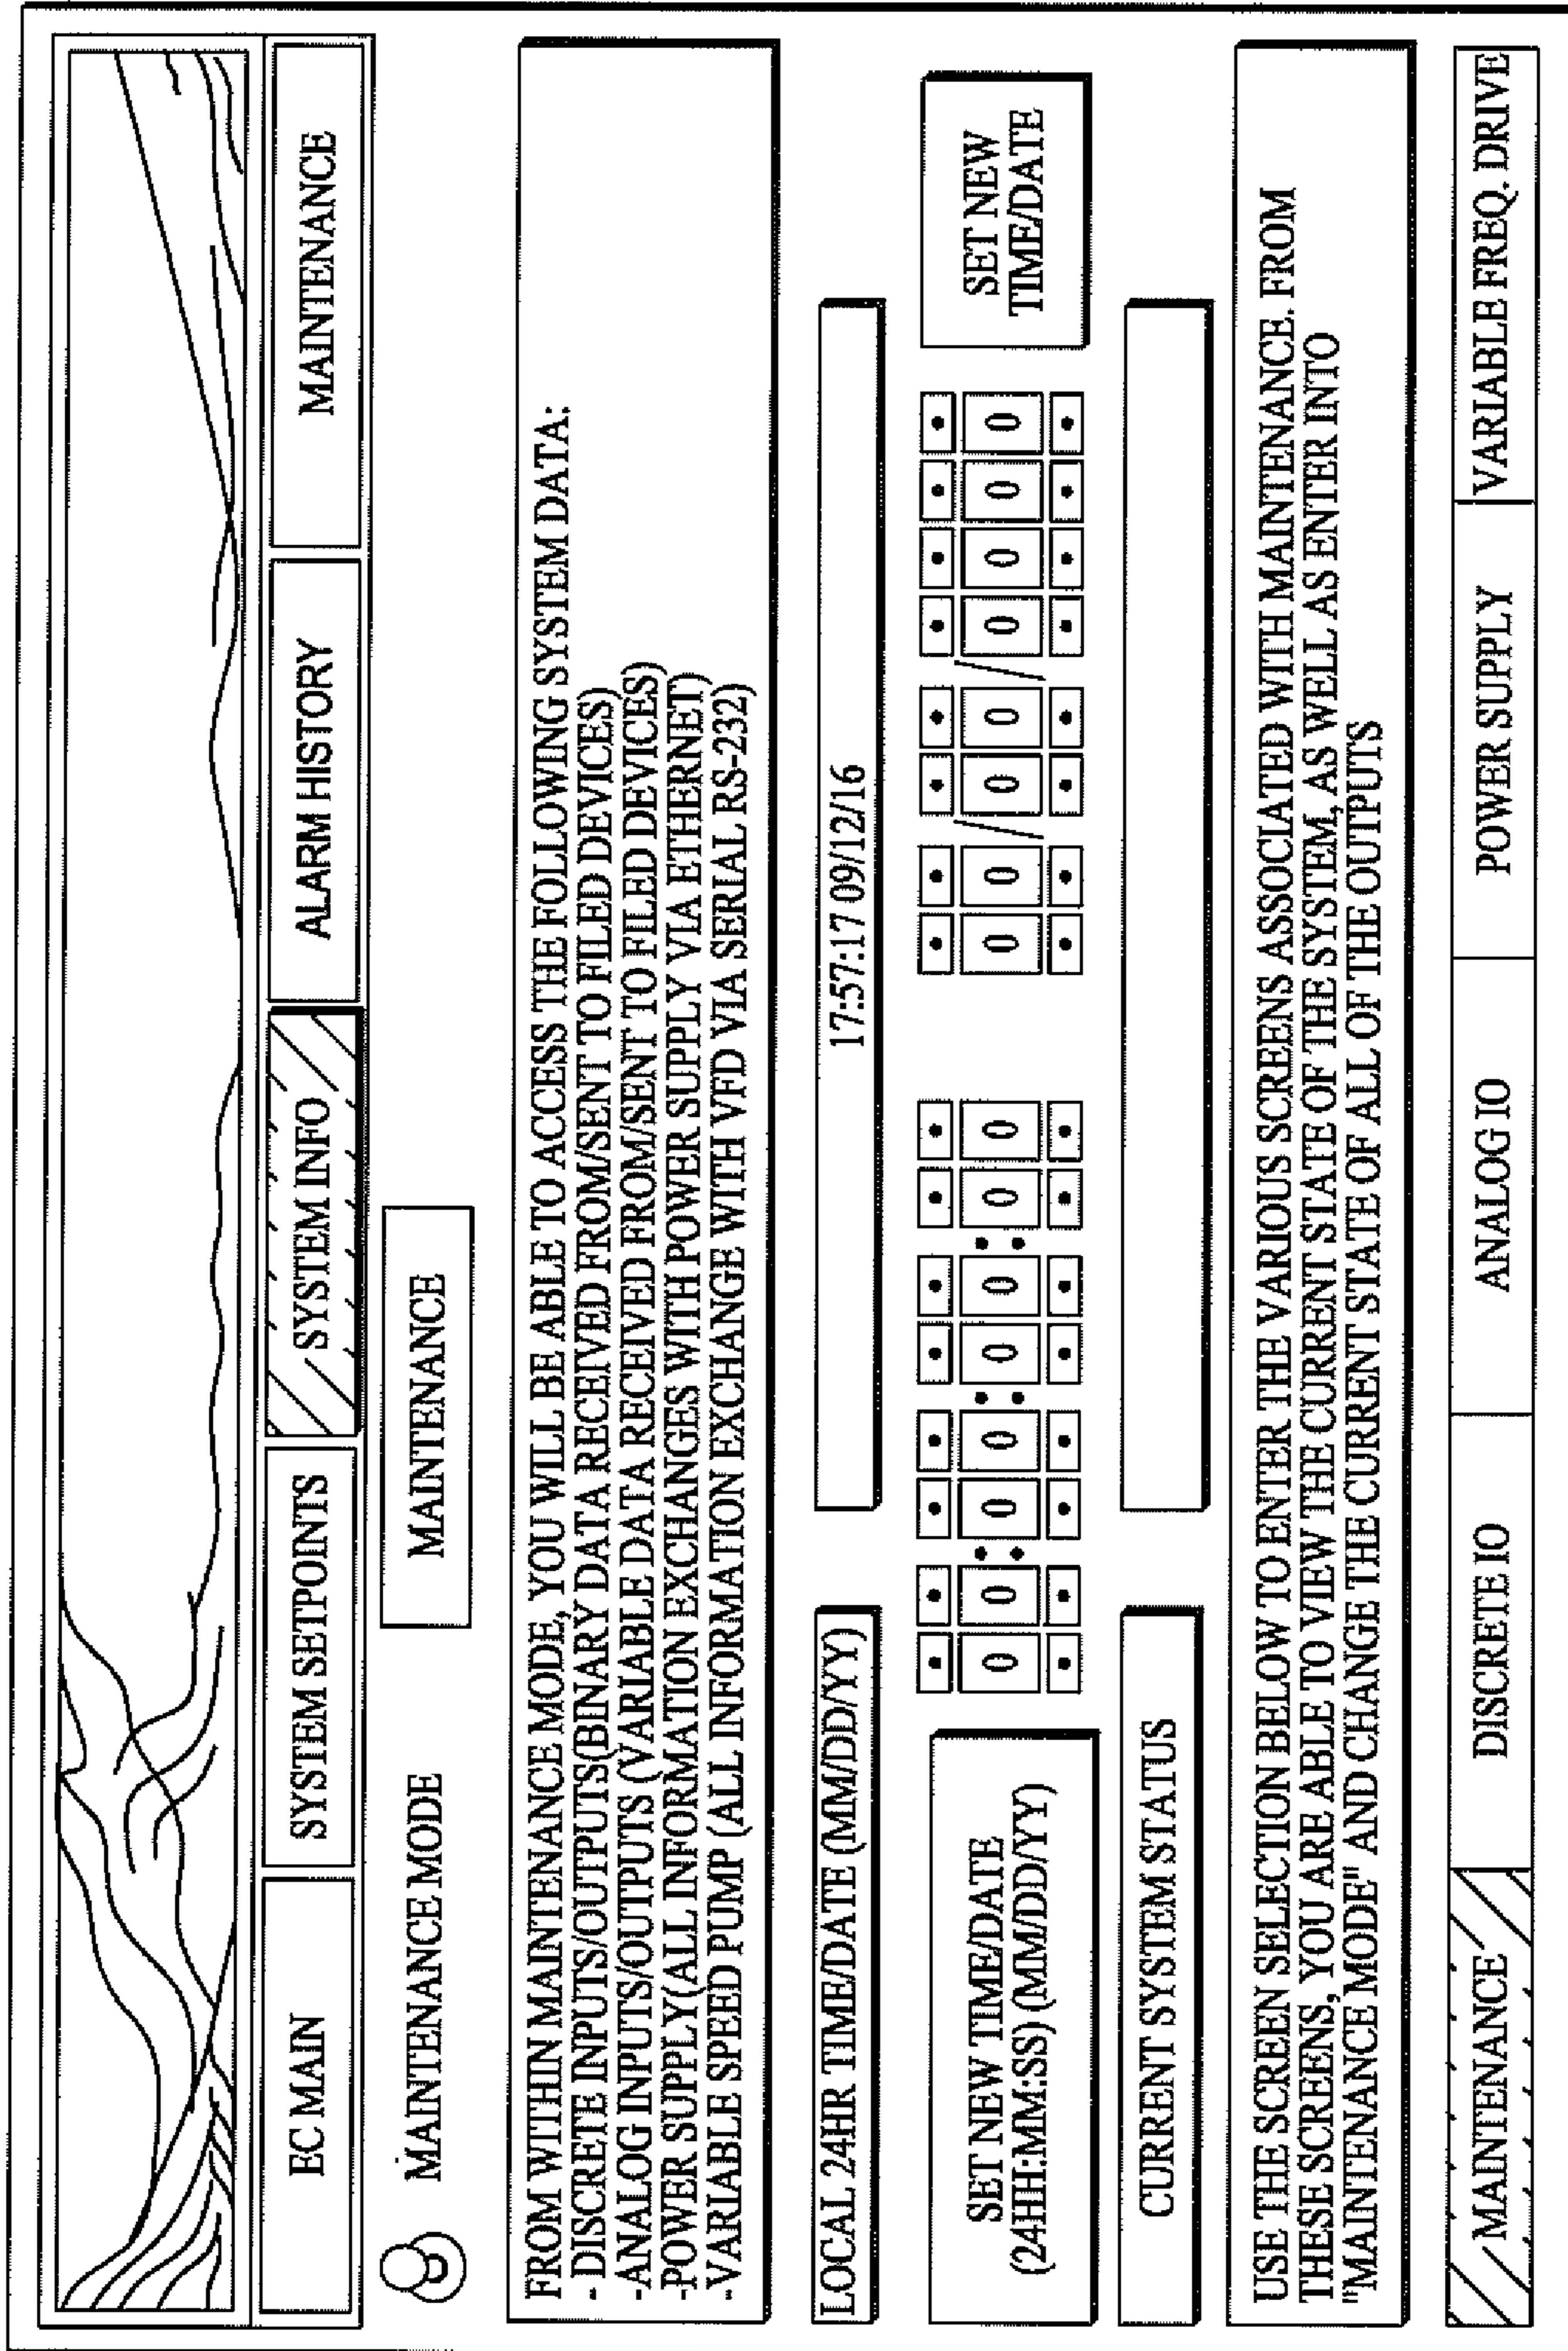 EC MAIN
SYSTEM SETPOINTS
SYSTEM INFO
ALARM HISTORY
MAINTENANCE
MAINTENANCE MODE
MAINTENANCE
FROM WITHIN MAINTENANCE MODE, YOU WILL BE ABLE TO ACCESS THE FOLLOWING SYSTEM DATA:
- DISCRETE INPUTS/OUTPUTS(BINARY DATA RECEIVED FROM/SENT TO FILED DEVICES)
-ANALOG INPUTS/OUTPUTS (VARIABLE DATA RECEIVED FROM/SENT TO FILED DEVICES)
-POWER SUPPLY(ALL INFORMATION EXCHANGES WITH POWER SUPPLY VIA ETHERNET)
-VARIABLE SPEED PUMP (ALL INFORMATION EXCHANGE WITH VFD VIA SERIAL RS-232)
LOCAL 24HR TIME/DATE (MM/DD/YY)
17:57:17 09/12/16
SET NEW TIME/DATE
(24HH:MM:SS) (MM/DD/YY)
0 0 : 0 0 : 0 0 : 0 0 0 0 / 0 0 / 0 0 0 0
SET NEW
TIME/DATE
CURRENT SYSTEM STATUS
USE THE SCREEN SELECTION BELOW TO ENTER THE VARIOUS SCREENS ASSOCIATED WITH MAINTENANCE. FROM
THESE SCREENS, YOU ARE ABLE TO VIEW THE CURRENT STATE OF THE SYSTEM, AS WELL AS ENTER INTO
"MAINTENANCE MODE" AND CHANGE THE CURRENT STATE OF ALL OF THE OUTPUTS
MAINTENANCE
DISCRETE IO
ANALOG IO
POWER SUPPLY
VARIABLE FREQ. DRIVE